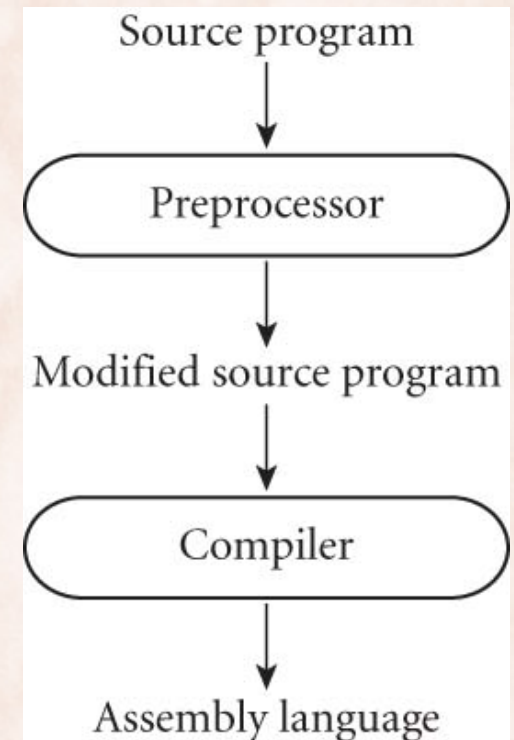 Source program
Preprocessor
Modified source program
Compiler
Assembly language